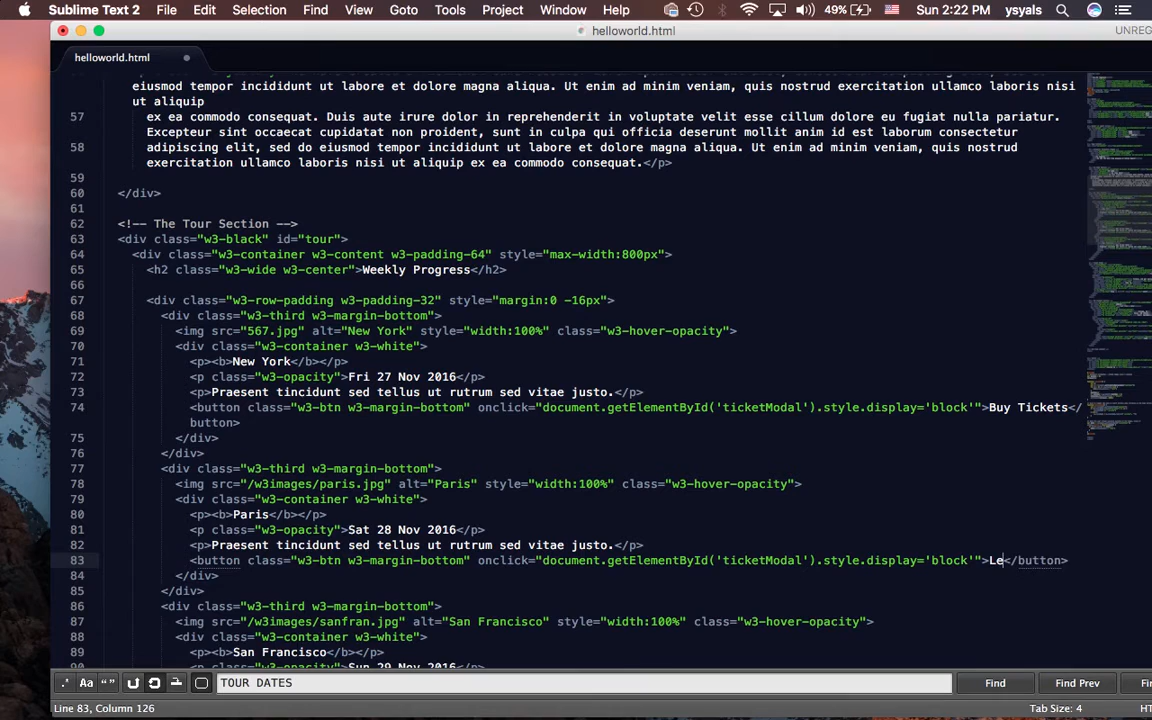 Sublime Text 2 File Edit Selection Find View Goto Tools Project Window Help 49% Sun 2:22 PM ysyals
helloworld.html
UNREG
helloworld.html
eiusmod tempor incididunt ut labore et dolore magna aliqua. Ut enim ad minim veniam, quis nostrud exercitation ullamco laboris nisi
ut aliquip
57 ex ea commodo consequat. Duis aute irure dolor in reprehenderit in voluptate velit esse cillum dolore eu fugiat nulla pariatur.
Excepteur sint occaecat cupidatat non proident, sunt in culpa qui officia deserunt mollit anim id est laborum consectetur
58 adipiscing elit, sed do eiusmod tempor incididunt ut labore et dolore magna aliqua. Ut enim ad minim veniam, quis nostrud
exercitation ullamco laboris nisi ut aliquip ex ea commodo consequat.</p>
59
60 </div>
61
62 <!-- The Tour Section -->
63 <div class="w3-black" id="tour">
64 <div class="w3-container w3-content w3-padding-64" style="max-width:800px">
65 <h2 class="w3-wide w3-center">Weekly Progress</h2>
66
67 <div class="w3-row-padding w3-padding-32" style="margin:0 -16px">
68 <div class="w3-third w3-margin-bottom">
69 <img src="567.jpg" alt="New York" style="width:100%" class="w3-hover-opacity">
70 <div class="w3-container w3-white">
71 <p><b>New York</b></p>
72 <p class="w3-opacity">Fri 27 Nov 2016</p>
73 <p>Praesent tincidunt sed tellus ut rutrum sed vitae justo.</p>
74 <button class="w3-btn w3-margin-bottom" onclick="document.getElementById('ticketModal').style.display='block'">Buy Tickets</
button>
75 </div>
76 </div>
77 <div class="w3-third w3-margin-bottom">
78 <img src="/w3images/paris.jpg" alt="Paris" style="width:100%" class="w3-hover-opacity">
79 <div class="w3-container w3-white">
80 <p><b>Paris</b></p>
81 <p class="w3-opacity">Sat 28 Nov 2016</p>
82 <p>Praesent tincidunt sed tellus ut rutrum sed vitae justo.</p>
83 <button class="w3-btn w3-margin-bottom" onclick="document.getElementById('ticketModal').style.display='block'">Le</button>
84 </div>
85 </div>
86 <div class="w3-third w3-margin-bottom">
87 <img src="/w3images/sanfran.jpg" alt="San Francisco" style="width:100%" class="w3-hover-opacity">
88 <div class="w3-container w3-white">
89 <p><b>San Francisco</b></p>
90 <p class="w3-opacity">Sun 29 Nov 2016</p>
.* Aa “” TOUR DATES Find Find Prev Fi
Line 83, Column 126 Tab Size: 4 HT